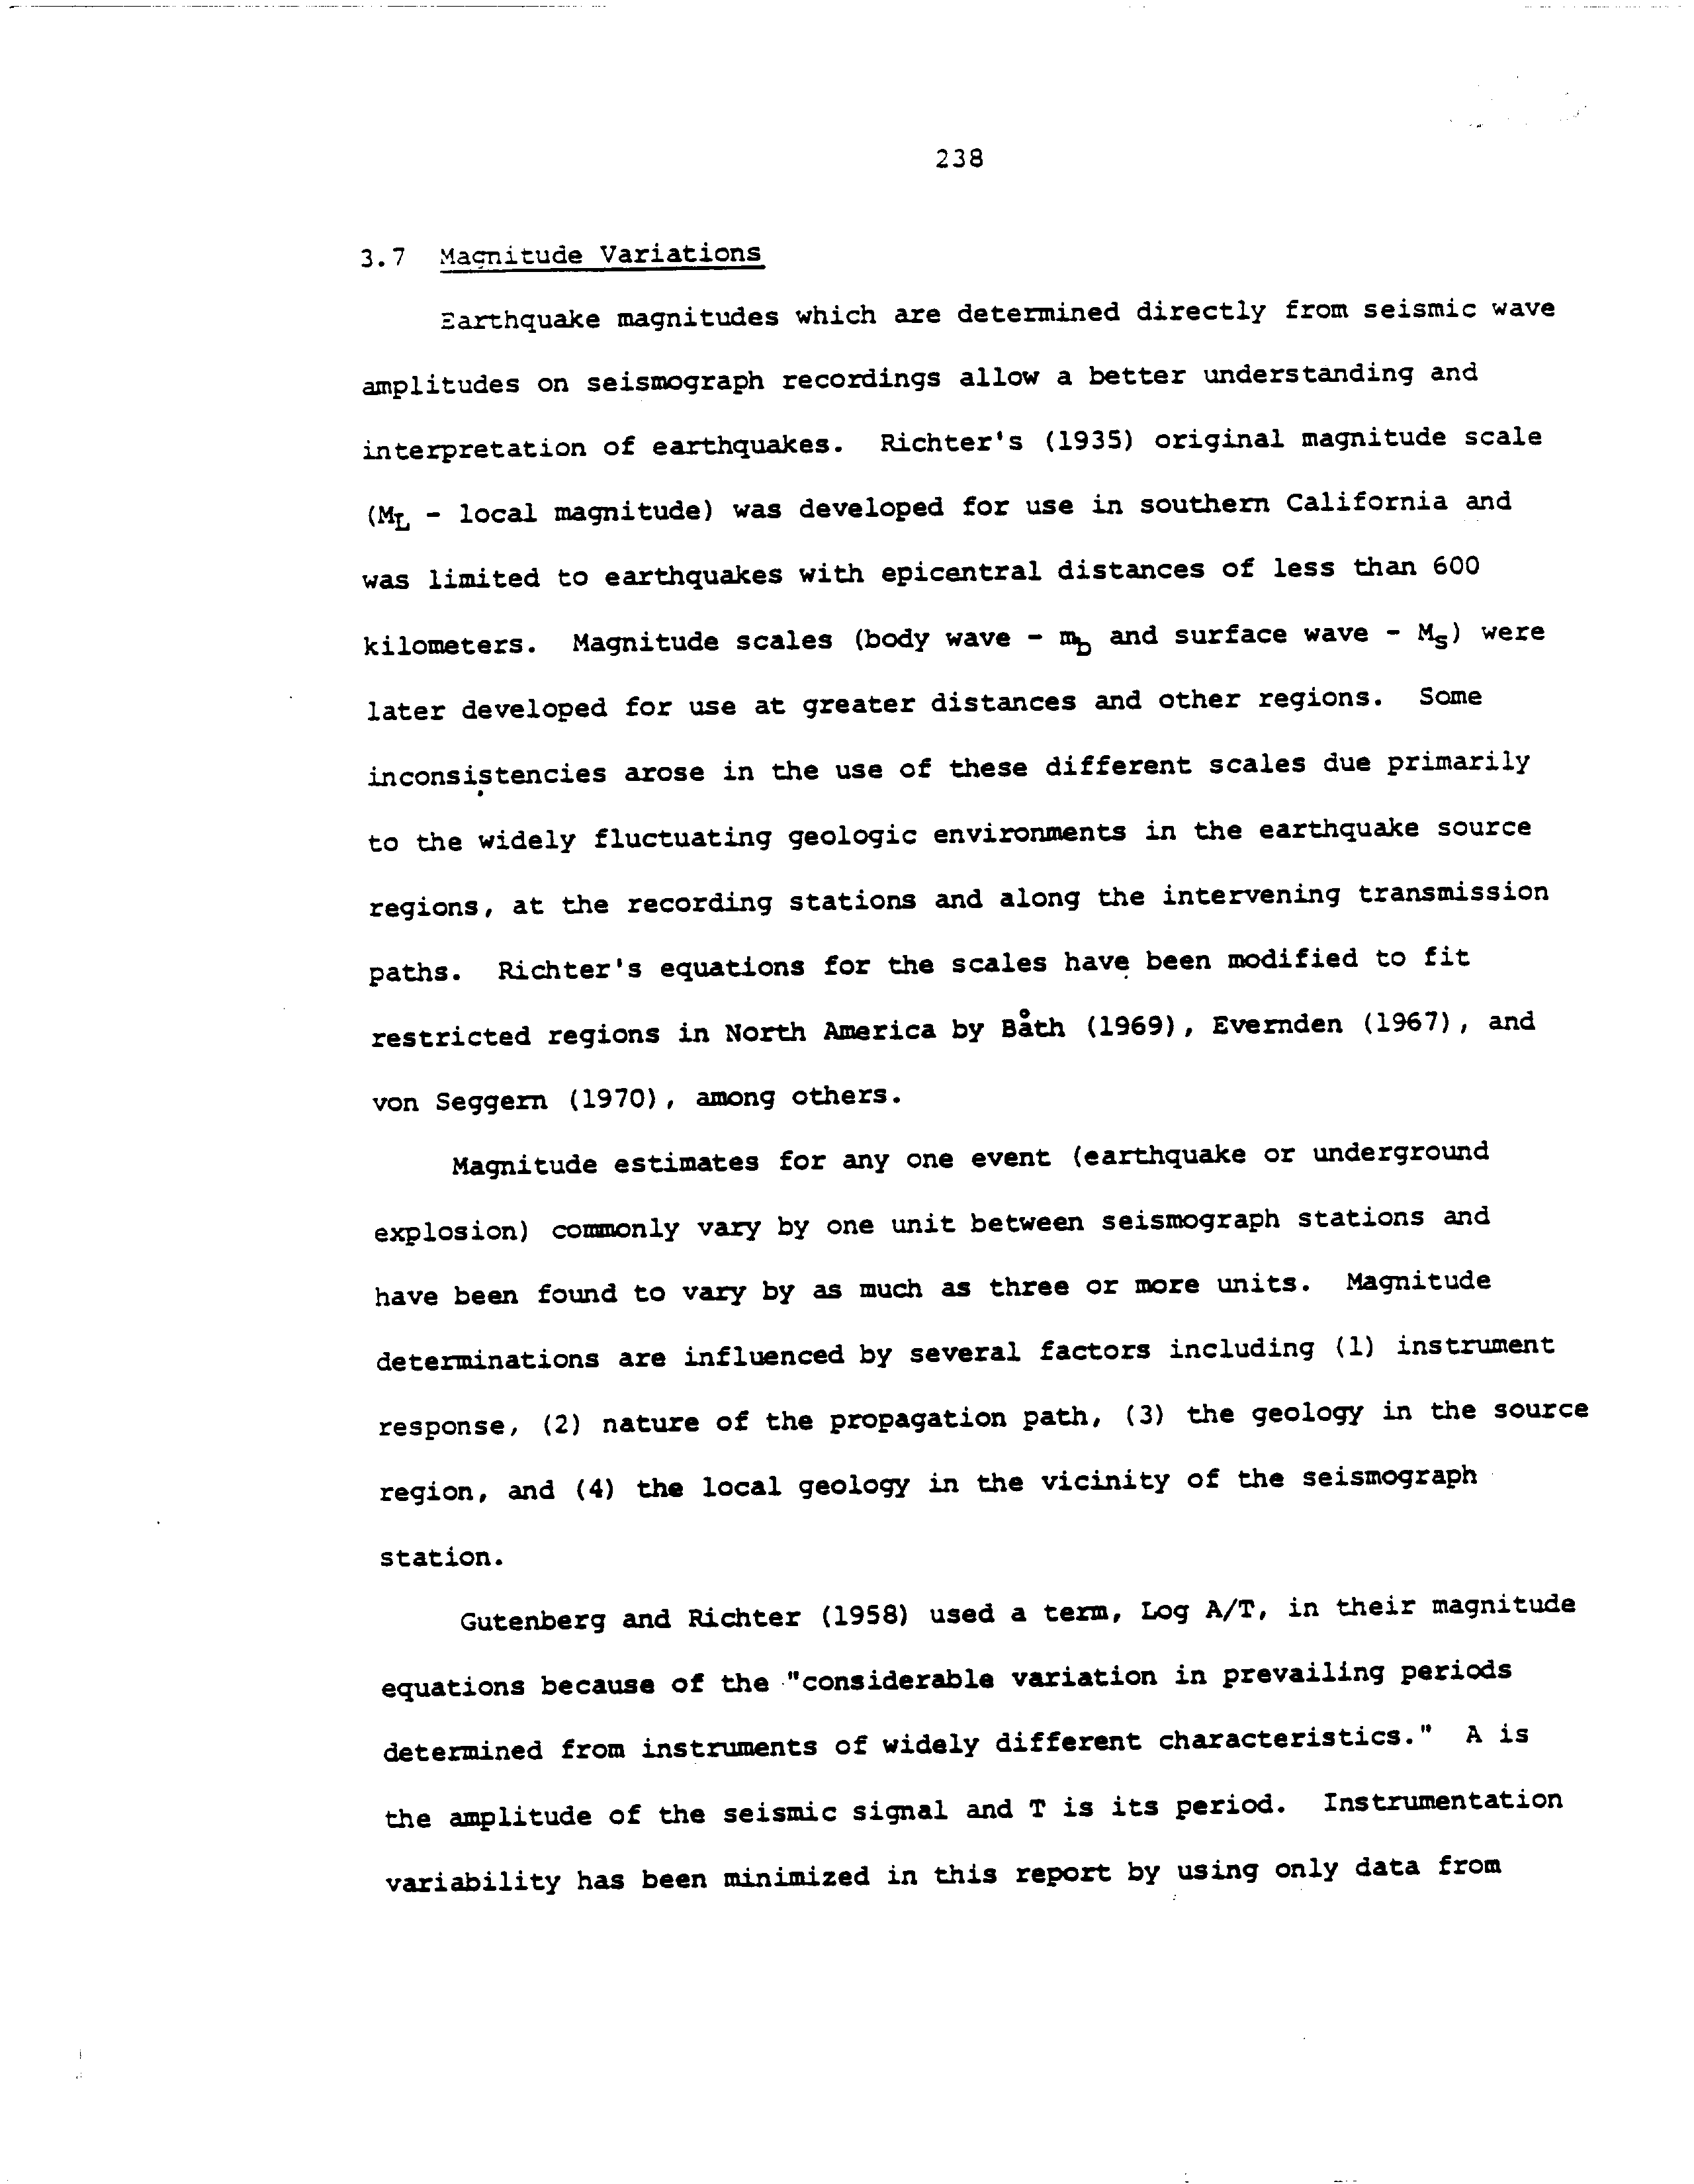 238
3.7 Magnitude Variations
Earthquake magnitudes which are determined directly from seismic wave
amplitudes on seismograph recordings allow a better understanding and
interpretation of earthquakes. Richter's (1935) original magnitude scale
(M_L - local magnitude) was developed for use in southern California and
was limited to earthquakes with epicentral distances of less than 600
kilometers. Magnitude scales (body wave - m_b and surface wave - M_s) were
later developed for use at greater distances and other regions. Some
inconsistencies arose in the use of these different scales due primarily
to the widely fluctuating geologic environments in the earthquake source
regions, at the recording stations and along the intervening transmission
paths. Richter's equations for the scales have been modified to fit
restricted regions in North America by Båth (1969), Evernden (1967), and
von Seggern (1970), among others.
Magnitude estimates for any one event (earthquake or underground
explosion) commonly vary by one unit between seismograph stations and
have been found to vary by as much as three or more units. Magnitude
determinations are influenced by several factors including (1) instrument
response, (2) nature of the propagation path, (3) the geology in the source
region, and (4) the local geology in the vicinity of the seismograph
station.
Gutenberg and Richter (1958) used a term, Log A/T, in their magnitude
equations because of the "considerable variation in prevailing periods
determined from instruments of widely different characteristics." A is
the amplitude of the seismic signal and T is its period. Instrumentation
variability has been minimized in this report by using only data from